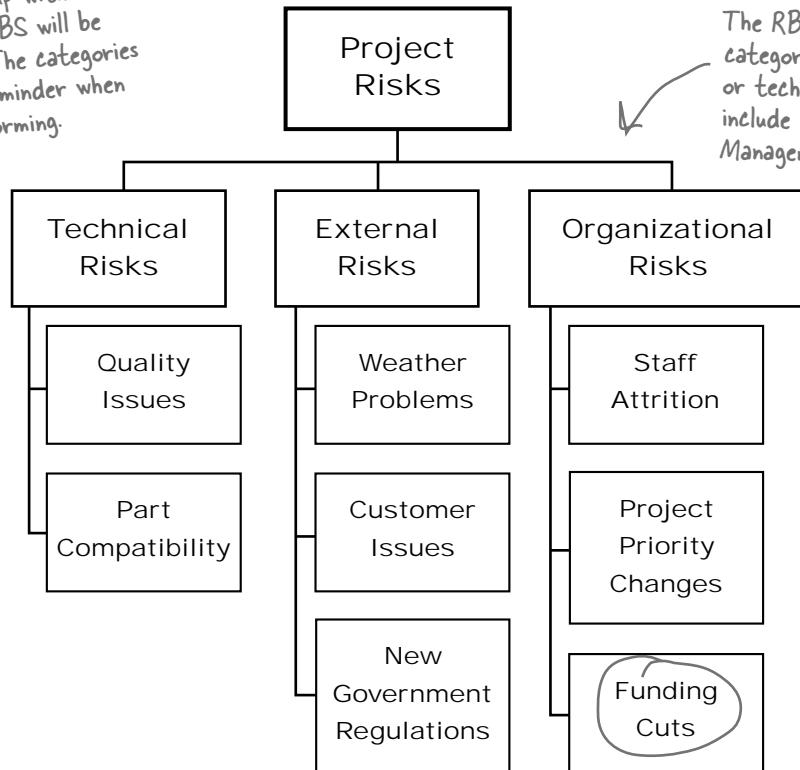 BS will be
The categories
minder when
orming.
Project
Risks
The RB
categor
or tech
include
Manager
Technical
Risks
External
Risks
Organizational
Risks
Quality
Issues
Weather
Problems
Staff
Attrition
Part
Compatibility
Customer
Issues
Project
Priority
Changes
New
Government
Regulations
Funding
Cuts